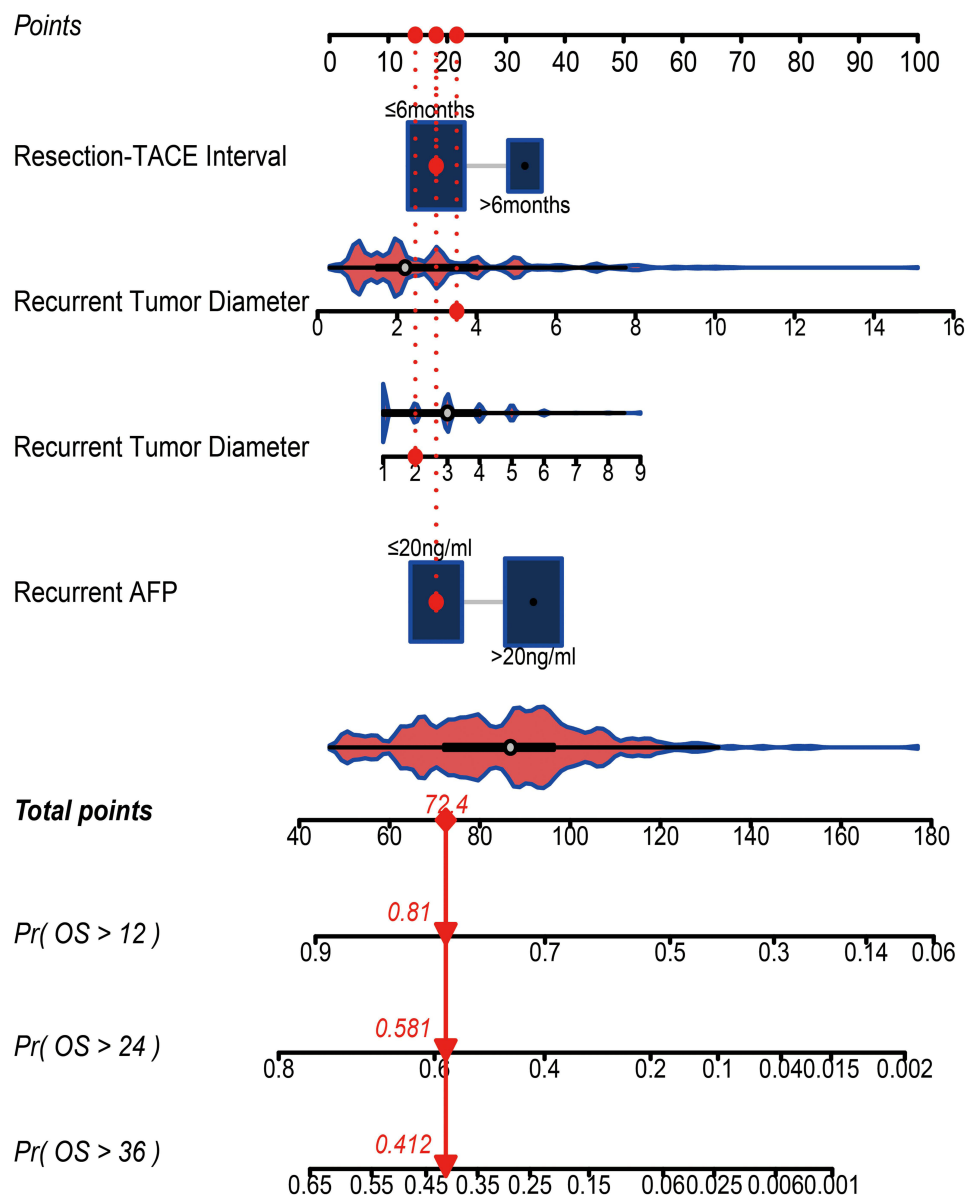 Points
0 10 20 30 40 50 60 70 80 90 100
≤6months
Resection-TACE Interval
>6months
Recurrent Tumor Diameter
0 2 4 6 8 10 12 14 16
Recurrent Tumor Diameter
1 2 3 4 5 6 7 8 9
≤20ng/ml
Recurrent AFP
>20ng/ml
Total points
72.4
40 60 80 100 120 140 160 180
0.81
Pr( OS > 12 )
0.9 0.7 0.5 0.3 0.14 0.06
0.581
Pr( OS > 24 )
0.8 0.6 0.4 0.2 0.1 0.04 0.015 0.002
0.412
Pr( OS > 36 )
0.65 0.55 0.45 0.35 0.25 0.15 0.06 0.025 0.006 0.001